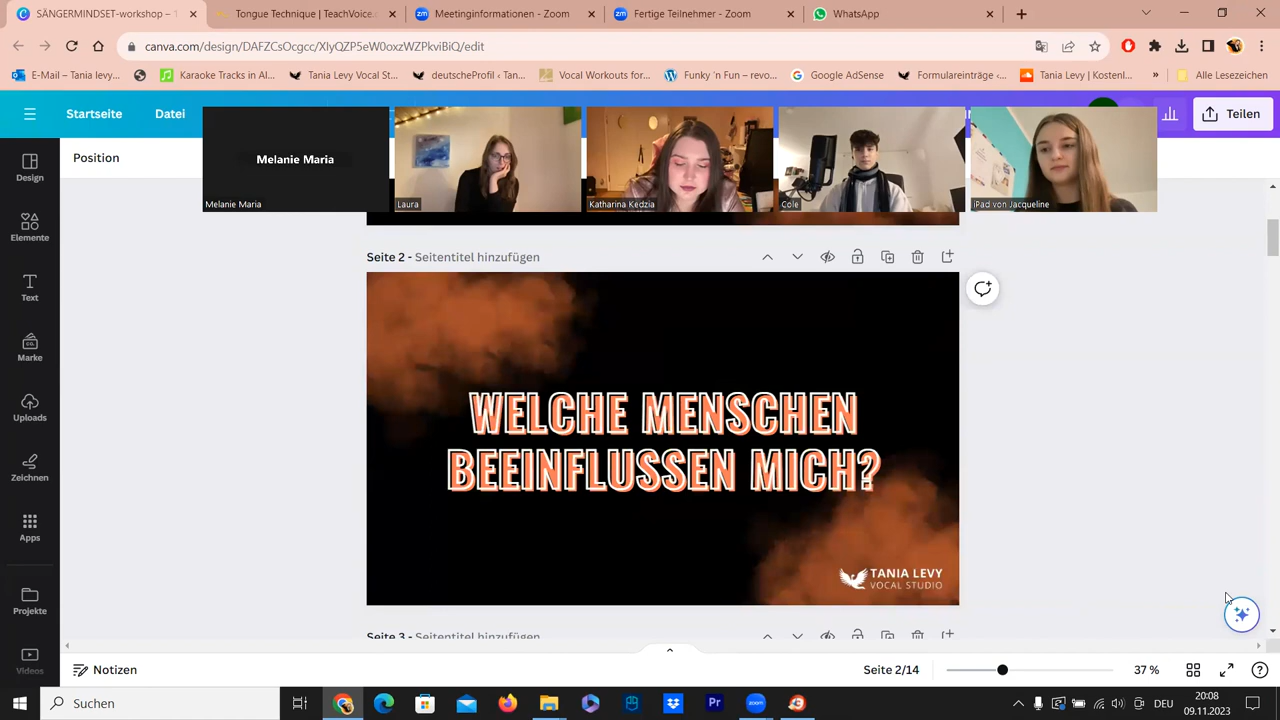 SÄNGERMINDSET-workshop – T
Tongue Technique | TeachVoice.
Meetinginformationen - Zoom
Fertige Teilnehmer - Zoom
WhatsApp
canva.com/design/DAFZCsOcgcc/XlyQZP5eW0oxzWZPkviBiQ/edit
E-Mail – Tania levy...
Karaoke Tracks in Al...
Tania Levy Vocal St...
deutscheProfil ‹ Tan...
Vocal Workouts for...
Funky 'n Fun – revo...
Google AdSense
Formulareinträge ‹...
Tania Levy | Kostenl...
»
Alle Lesezeichen
Startseite
Datei
Teilen
Melanie Maria
Melanie Maria
Laura
Katharina Kedzia
Cole
iPad von Jacqueline
Position
Design
Elemente
Text
Marke
Uploads
Zeichnen
Apps
Projekte
Videos
Seite 2 - Seitentitel hinzufügen
WELCHE MENSCHEN
BEEINFLUSSEN MICH?
TANIA LEVY
VOCAL STUDIO
Seite 3 - Seitentitel hinzufügen
Notizen
Seite 2/14
37 %
Suchen
DEU
20:08
09.11.2023